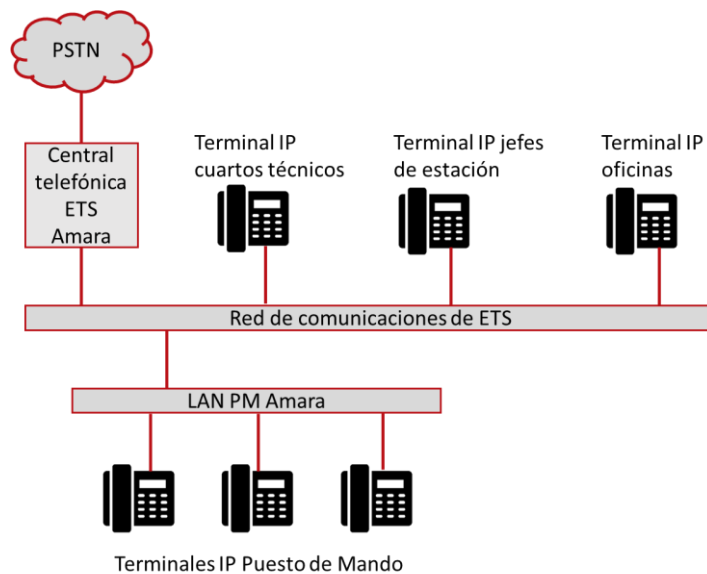 PSTN
Central
telefónica
ETS
Amara
Terminal IP
cuartos técnicos
Terminal IP jefes
de estación
Terminal IP
oficinas
Red de comunicaciones de ETS
LAN PM Amara
Terminales IP Puesto de Mando